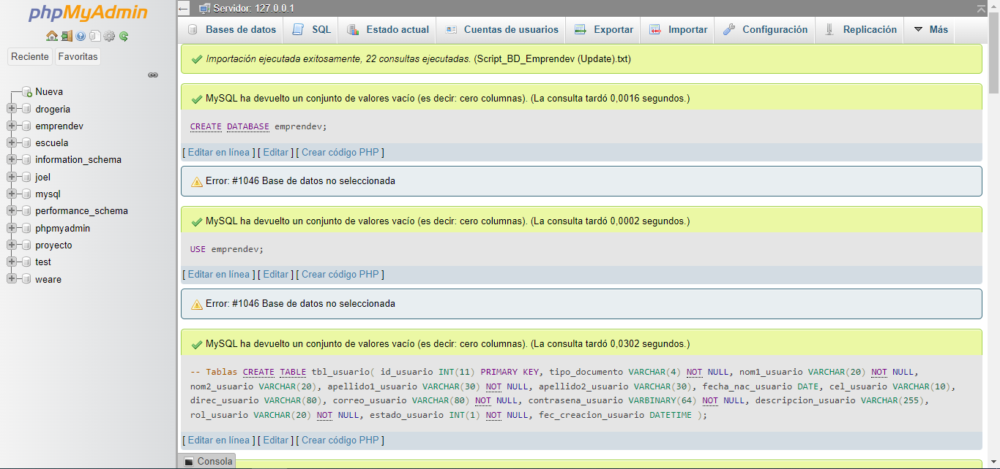 phpMyAdmin
Reciente Favoritas
Nueva
drogeria
emprendev
escuela
information_schema
joel
mysql
performance_schema
phpmyadmin
proyecto
test
weare
Servidor: 127.0.0.1
Bases de datos SQL Estado actual Cuentas de usuarios Exportar Importar Configuración Replicación Más
Importación ejecutada exitosamente, 22 consultas ejecutadas. (Script_BD_Emprendev (Update).txt)
MySQL ha devuelto un conjunto de valores vacío (es decir: cero columnas). (La consulta tardó 0,0016 segundos.)
CREATE DATABASE emprendev;
[ Editar en línea ] [ Editar ] [ Crear código PHP ]
Error: #1046 Base de datos no seleccionada
MySQL ha devuelto un conjunto de valores vacío (es decir: cero columnas). (La consulta tardó 0,0002 segundos.)
USE emprendev;
[ Editar en línea ] [ Editar ] [ Crear código PHP ]
Error: #1046 Base de datos no seleccionada
MySQL ha devuelto un conjunto de valores vacío (es decir: cero columnas). (La consulta tardó 0,0302 segundos.)
-- Tablas CREATE TABLE tbl_usuario( id_usuario INT(11) PRIMARY KEY, tipo_documento VARCHAR(4) NOT NULL, nom1_usuario VARCHAR(20) NOT NULL,
nom2_usuario VARCHAR(20), apellido1_usuario VARCHAR(30) NOT NULL, apellido2_usuario VARCHAR(30), fecha_nac_usuario DATE, cel_usuario VARCHAR(10),
direc_usuario VARCHAR(80), correo_usuario VARCHAR(80) NOT NULL, contrasena_usuario VARBINARY(64) NOT NULL, descripcion_usuario VARCHAR(255),
rol_usuario VARCHAR(20) NOT NULL, estado_usuario INT(1) NOT NULL, fec_creacion_usuario DATETIME );
[ Editar en línea ] [ Editar ] [ Crear código PHP ]
Consola